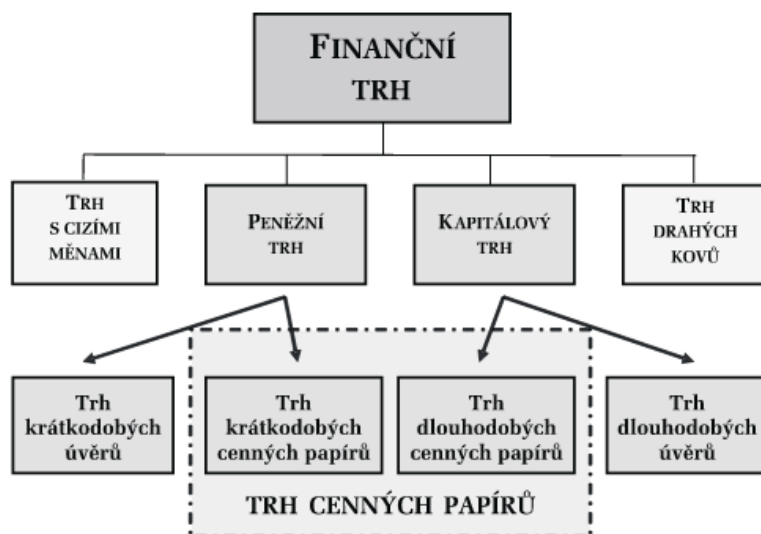 FINANČNÍ
TRH
TRH
S CIZÍMI
MĚNAMI
PENĚŽNÍ
TRH
KAPITÁLOVÝ
TRH
TRH
DRAHÝCH
KOVŮ
Trh
krátkodobých
úvěrů
Trh
krátkodobých
cenných papírů
Trh
dlouhodobých
cenných papírů
Trh
dlouhodobých
úvěrů
TRH CENNÝCH PAPÍRŮ